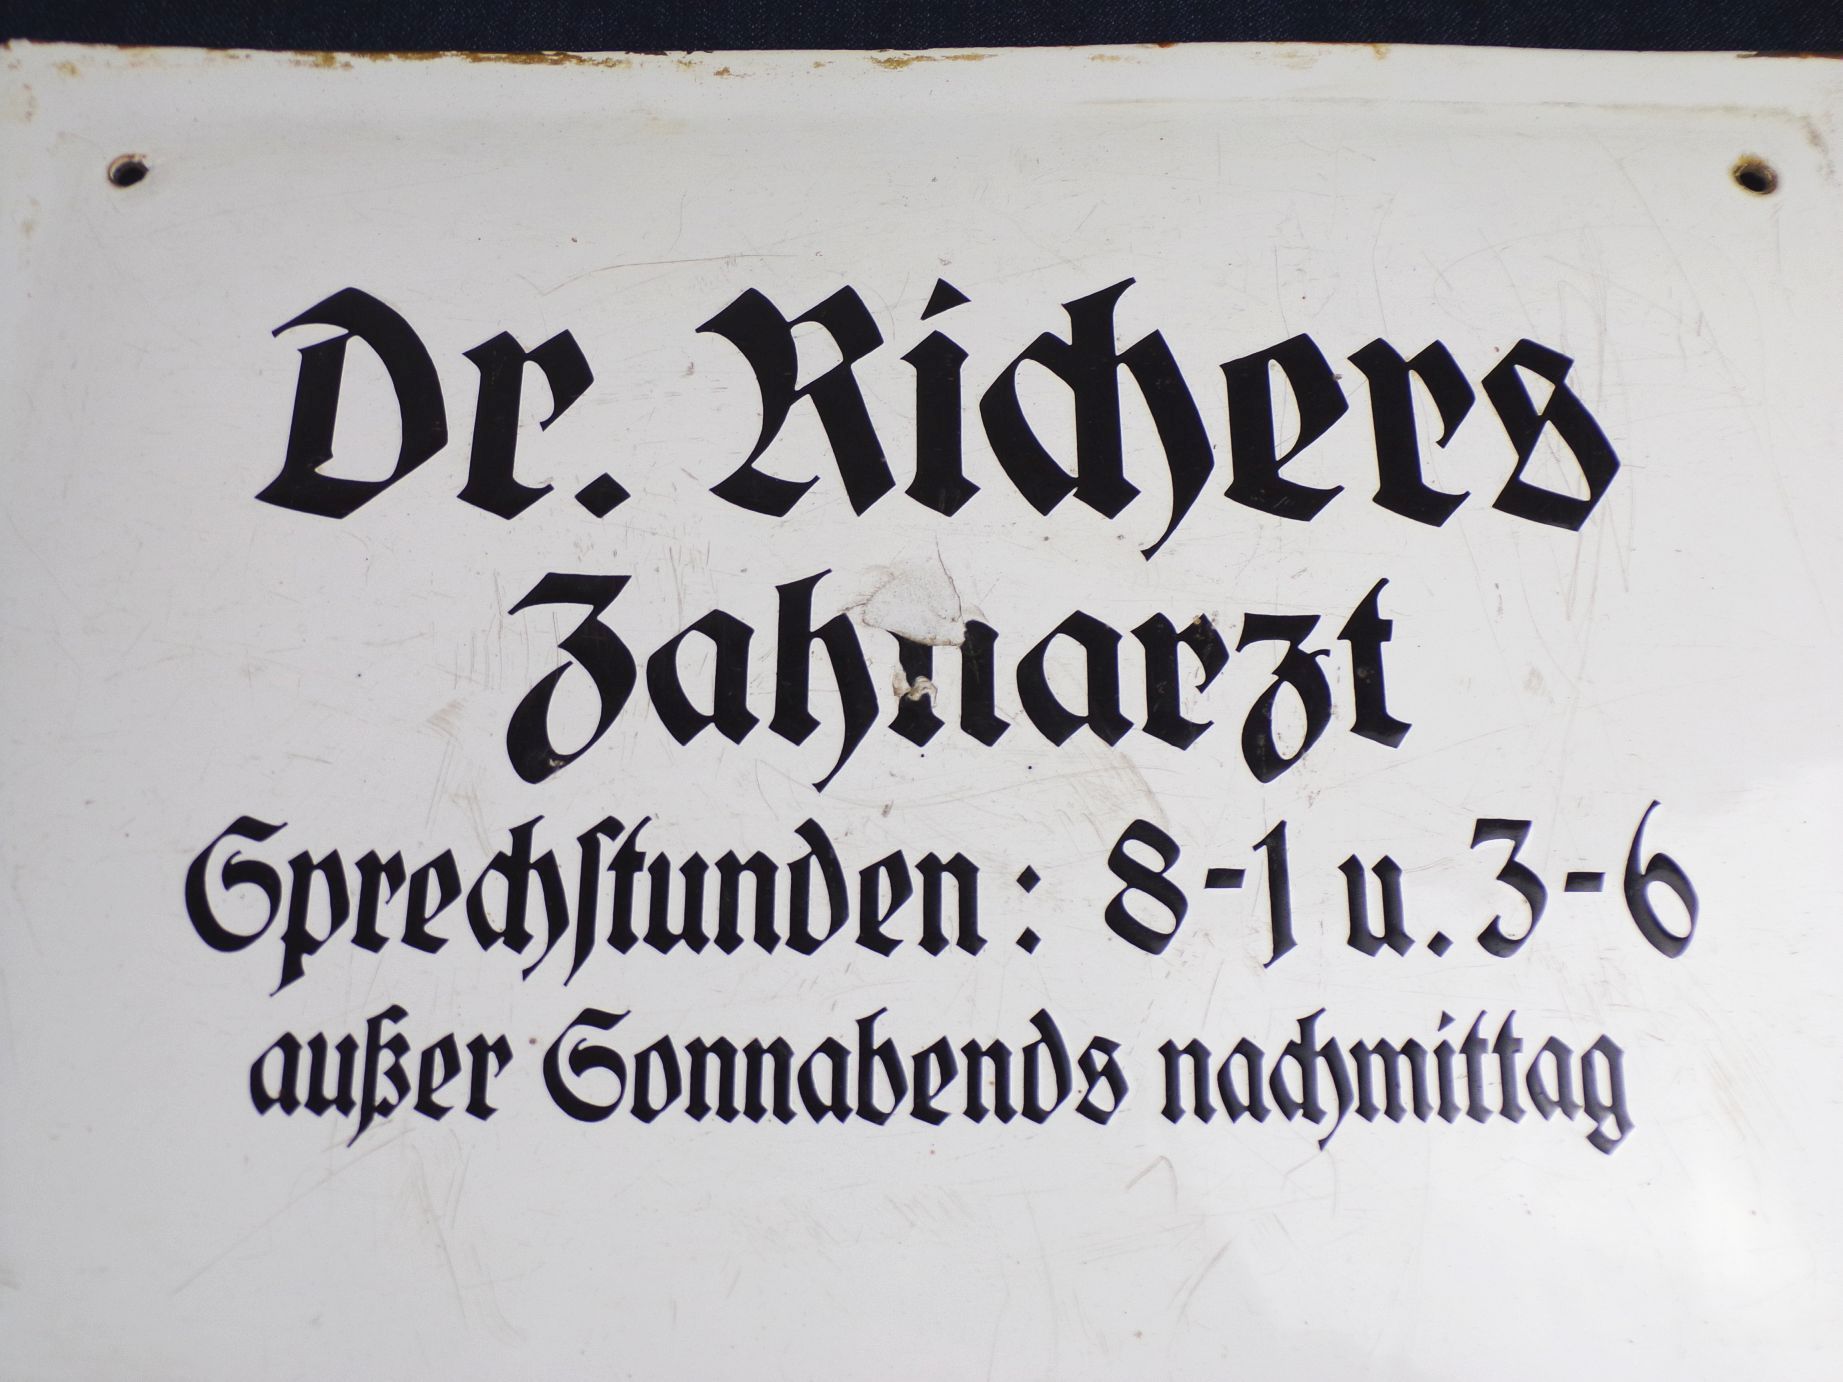 Dr. Richers
Zahnarzt
Sprechstunden: 8-1 u. 3-6
außer Sonnabends nachmittag